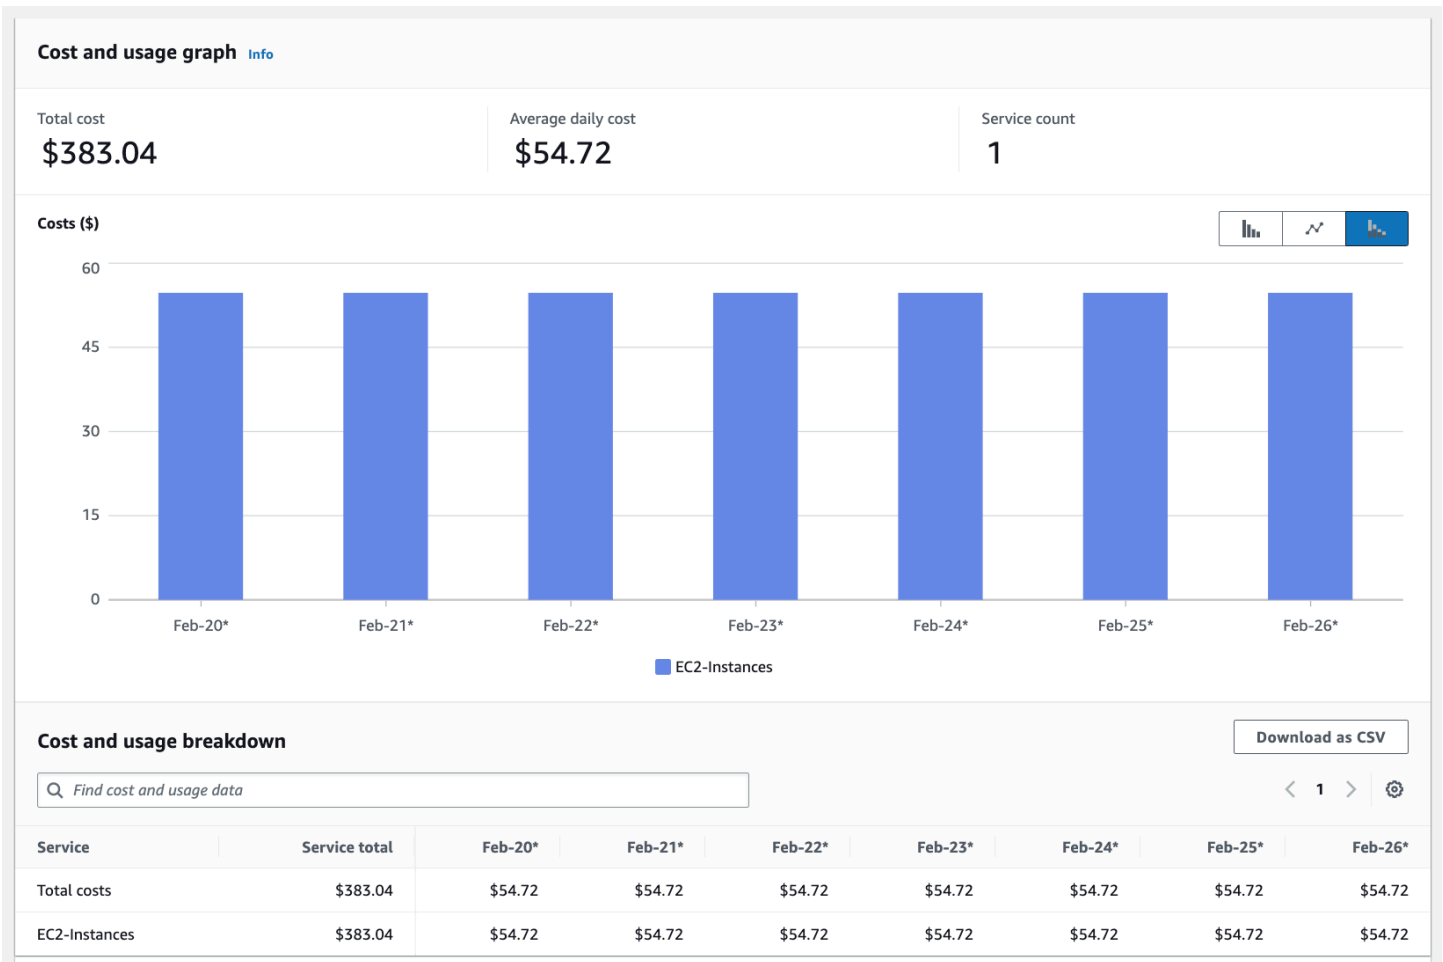 Cost and usage graph Info
Total cost Average daily cost Service count
$383.04 $54.72 1
Costs ($)
60
45
30
15
0
Feb-20* Feb-21* Feb-22* Feb-23* Feb-24* Feb-25* Feb-26*
EC2-Instances
Cost and usage breakdown Download as CSV
Find cost and usage data 1
Service Service total Feb-20* Feb-21* Feb-22* Feb-23* Feb-24* Feb-25* Feb-26*
Total costs $383.04 $54.72 $54.72 $54.72 $54.72 $54.72 $54.72 $54.72
EC2-Instances $383.04 $54.72 $54.72 $54.72 $54.72 $54.72 $54.72 $54.72